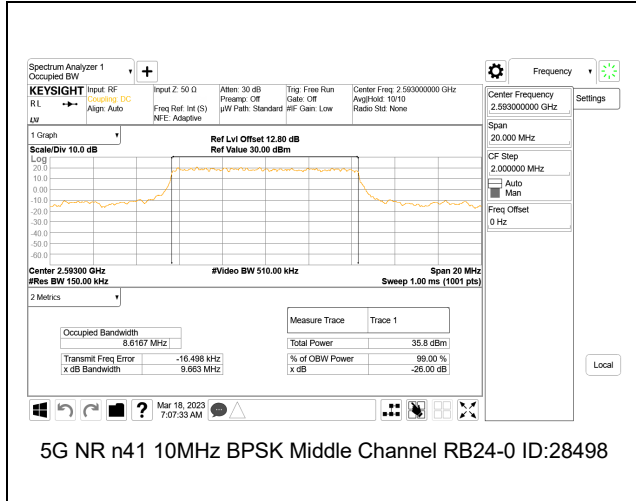 Spectrum Analyzer 1
Occupied BW
+
Frequency
KEYSIGHT
RL
LXI
Input: RF
Coupling: DC
Align: Auto
Input Z: 50 Ω
Freq Ref: Int (S)
NFE: Adaptive
Atten: 30 dB
Preamp: Off
µW Path: Standard
Trig: Free Run
Gate: Off
#IF Gain: Low
Center Freq: 2.593000000 GHz
Avg|Hold: 10/10
Radio Std: None
Center Frequency
2.593000000 GHz
Settings
Span
20.000 MHz
CF Step
2.000000 MHz
Auto
Man
Freq Offset
0 Hz
Local
1 Graph
Scale/Div 10.0 dB
Ref Lvl Offset 12.80 dB
Ref Value 30.00 dBm
Log
20.0
10.0
0.00
-10.0
-20.0
-30.0
-40.0
-50.0
-60.0
Center 2.59300 GHz
#Video BW 510.00 kHz
Span 20 MHz
#Res BW 150.00 kHz
Sweep 1.00 ms (1001 pts)
2 Metrics
Measure Trace
Trace 1
Occupied Bandwidth
8.6167 MHz
Total Power
35.8 dBm
Transmit Freq Error
-16.498 kHz
% of OBW Power
99.00 %
x dB Bandwidth
9.663 MHz
x dB
-26.00 dB
?
Mar 18, 2023
7:07:33 AM
5G NR n41 10MHz BPSK Middle Channel RB24-0 ID:28498